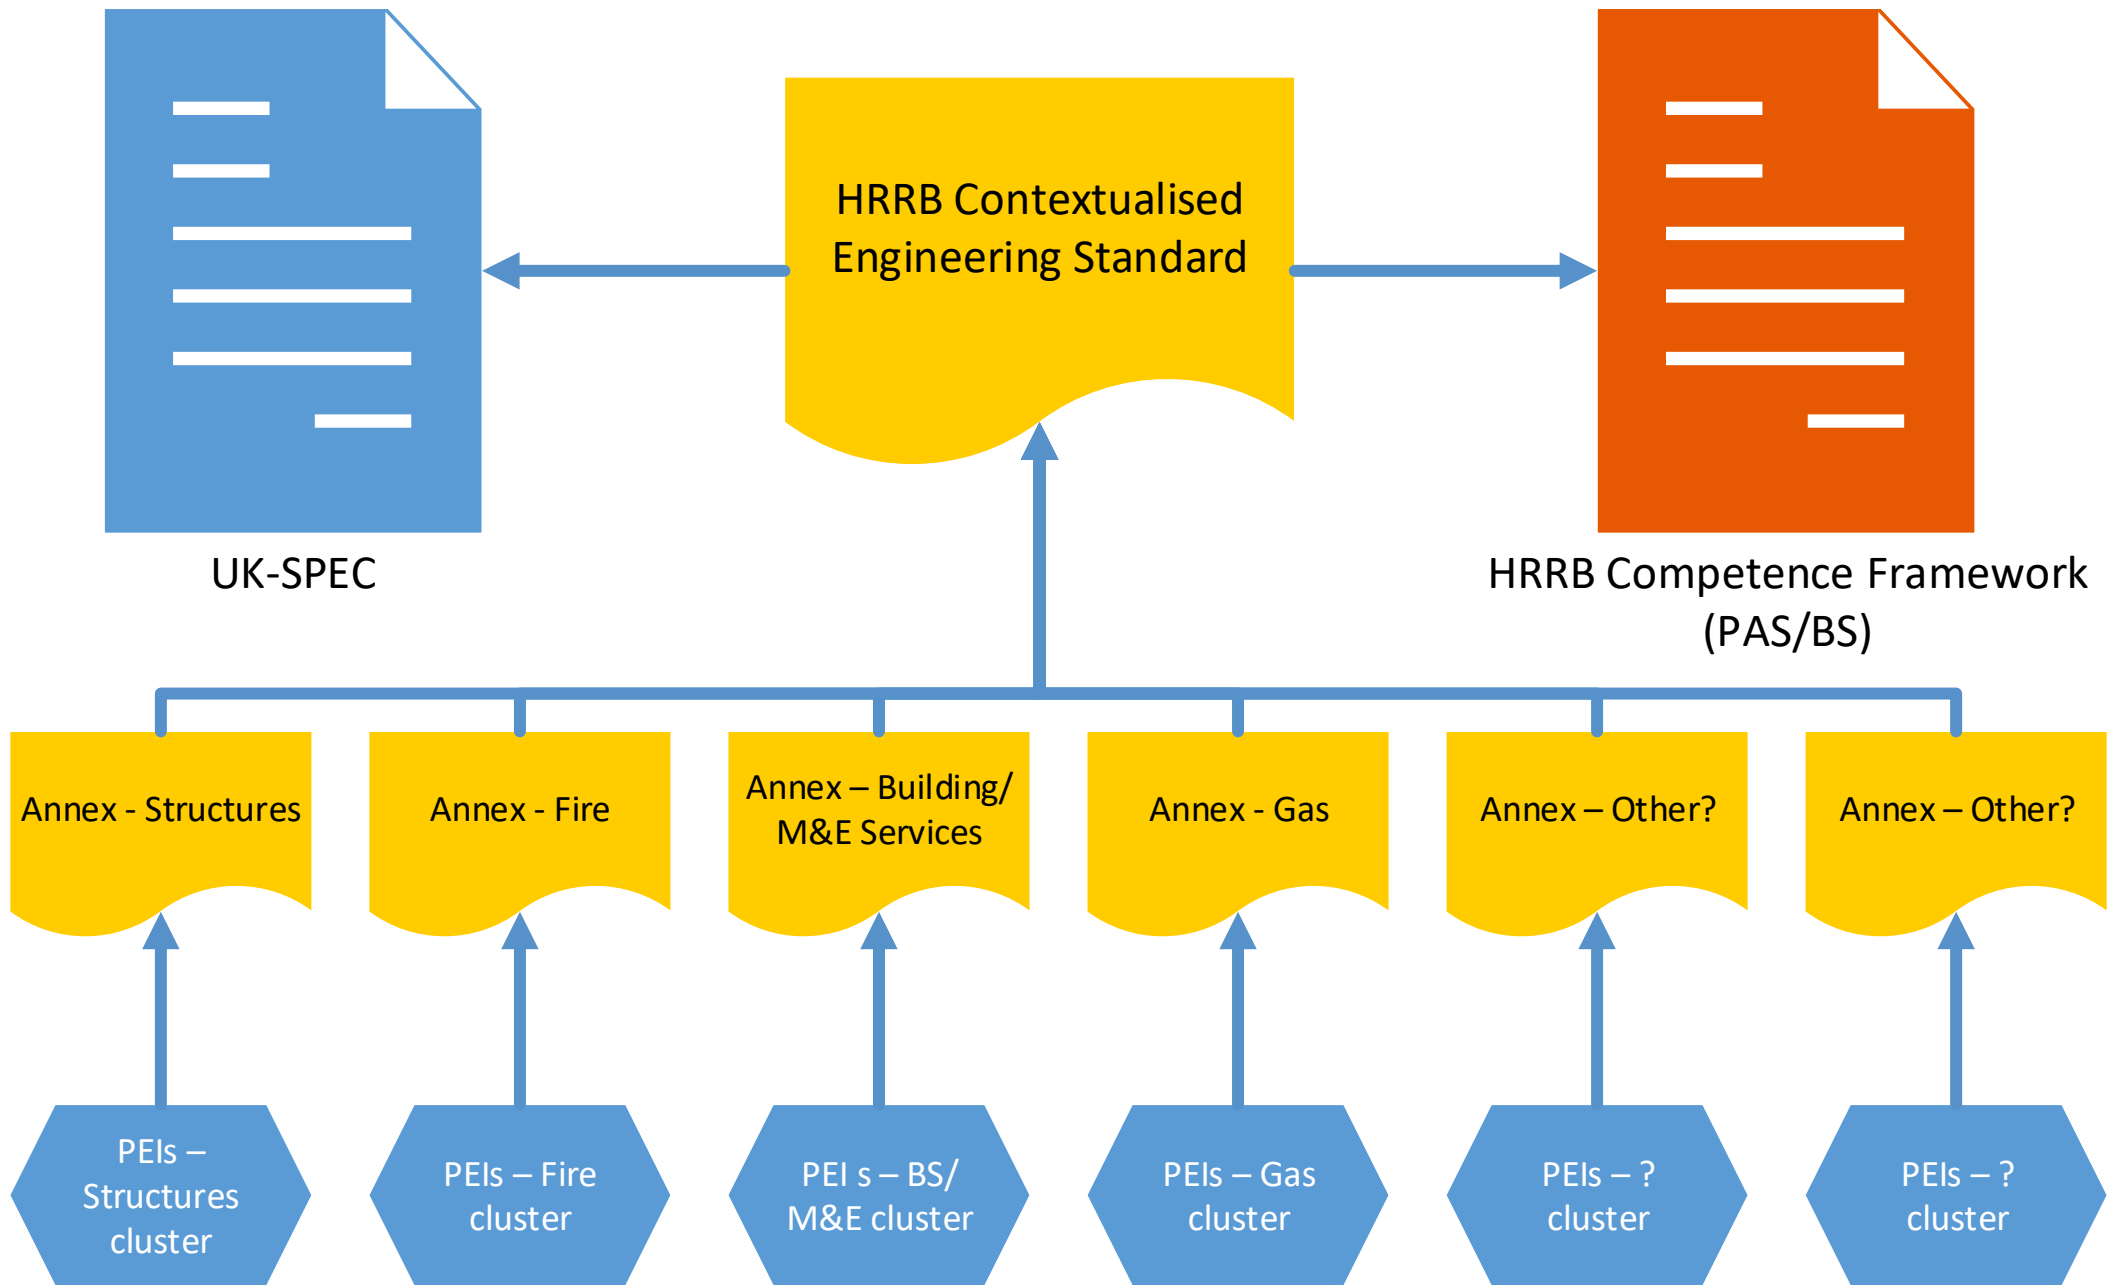 HRRB Contextualised
Engineering Standard
UK-SPEC
HRRB Competence Framework
(PAS/BS)
Annex - Structures
Annex - Fire
Annex – Building/
M&E Services
Annex - Gas
Annex – Other?
Annex – Other?
PEIs –
Structures
cluster
PEIs – Fire
cluster
PEI s – BS/
M&E cluster
PEIs – Gas
cluster
PEIs – ?
cluster
PEIs – ?
cluster